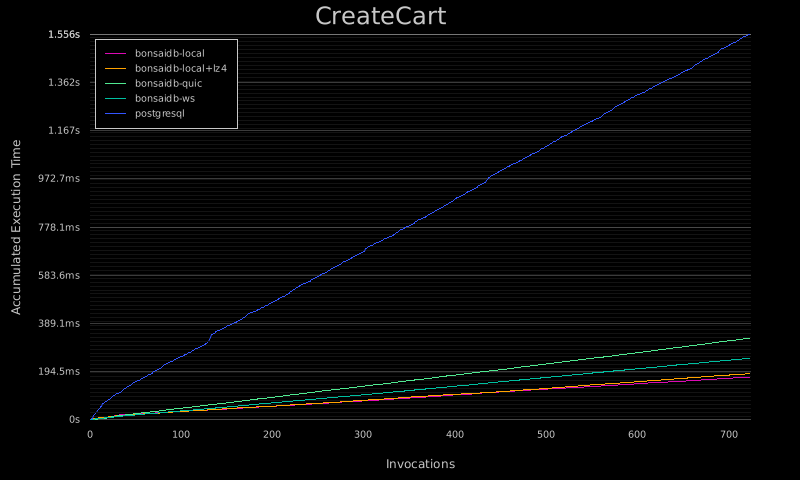 CreateCart
1.556s
bonsaidb-local
bonsaidb-local+lz4
1.362s
bonsaidb-quic
bonsaidb-ws
postgresql
1.167s
972.7ms
778.1ms
583.6ms
389.1ms
194.5ms
0s
Accumulated Execution Time
0 100 200 300 400 500 600 700
Invocations